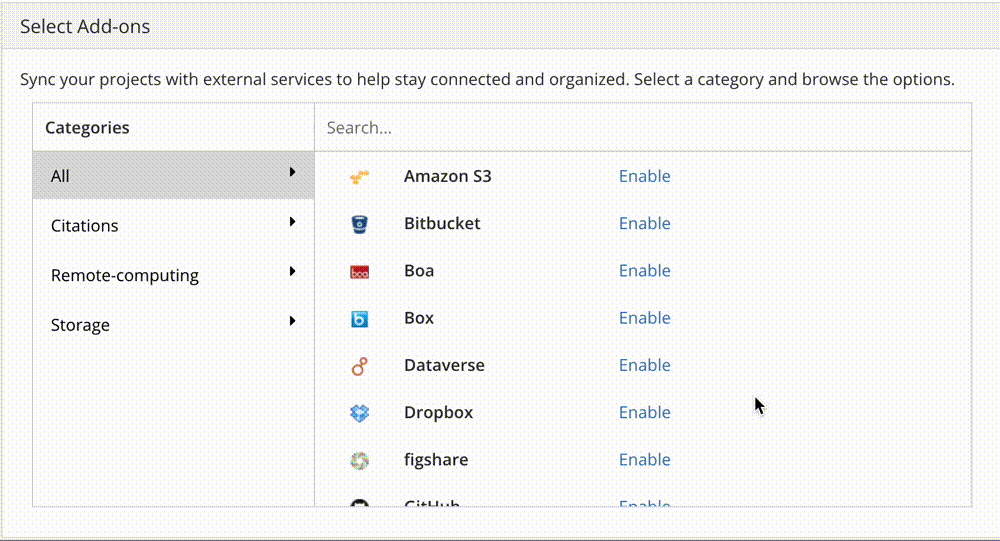 Select Add-ons
Sync your projects with external services to help stay connected and organized. Select a category and browse the options.
Categories
Search...
All
Citations
Remote-computing
Storage
Amazon S3 Enable
Bitbucket Enable
Boa Enable
Box Enable
Dataverse Enable
Dropbox Enable
figshare Enable
GitHub Enable